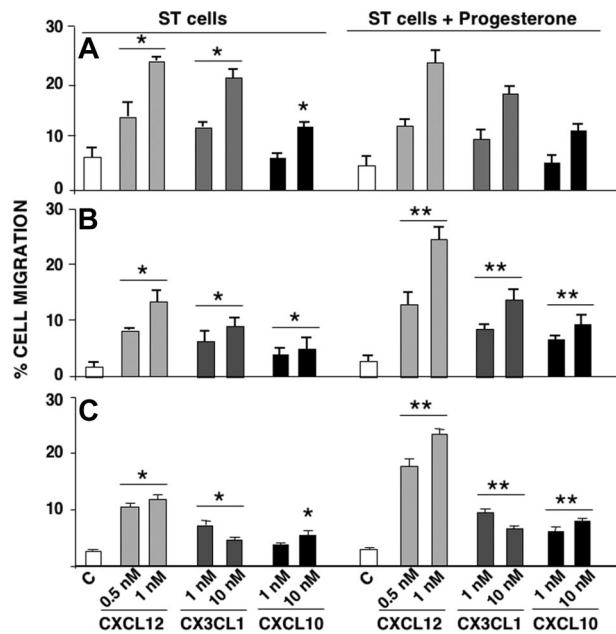 ST cells ST cells + Progesterone
A
30
20
10
0
* * *
B
30
20
10
0
* * * ** ** **
C
30
20
10
0
* * * ** ** **
% CELL MIGRATION
C 0.5 nM 1 nM 1 nM 10 nM 1 nM 10 nM C 0.5 nM 1 nM 1 nM 10 nM 1 nM 10 nM
CXCL12 CX3CL1 CXCL10 CXCL12 CX3CL1 CXCL10